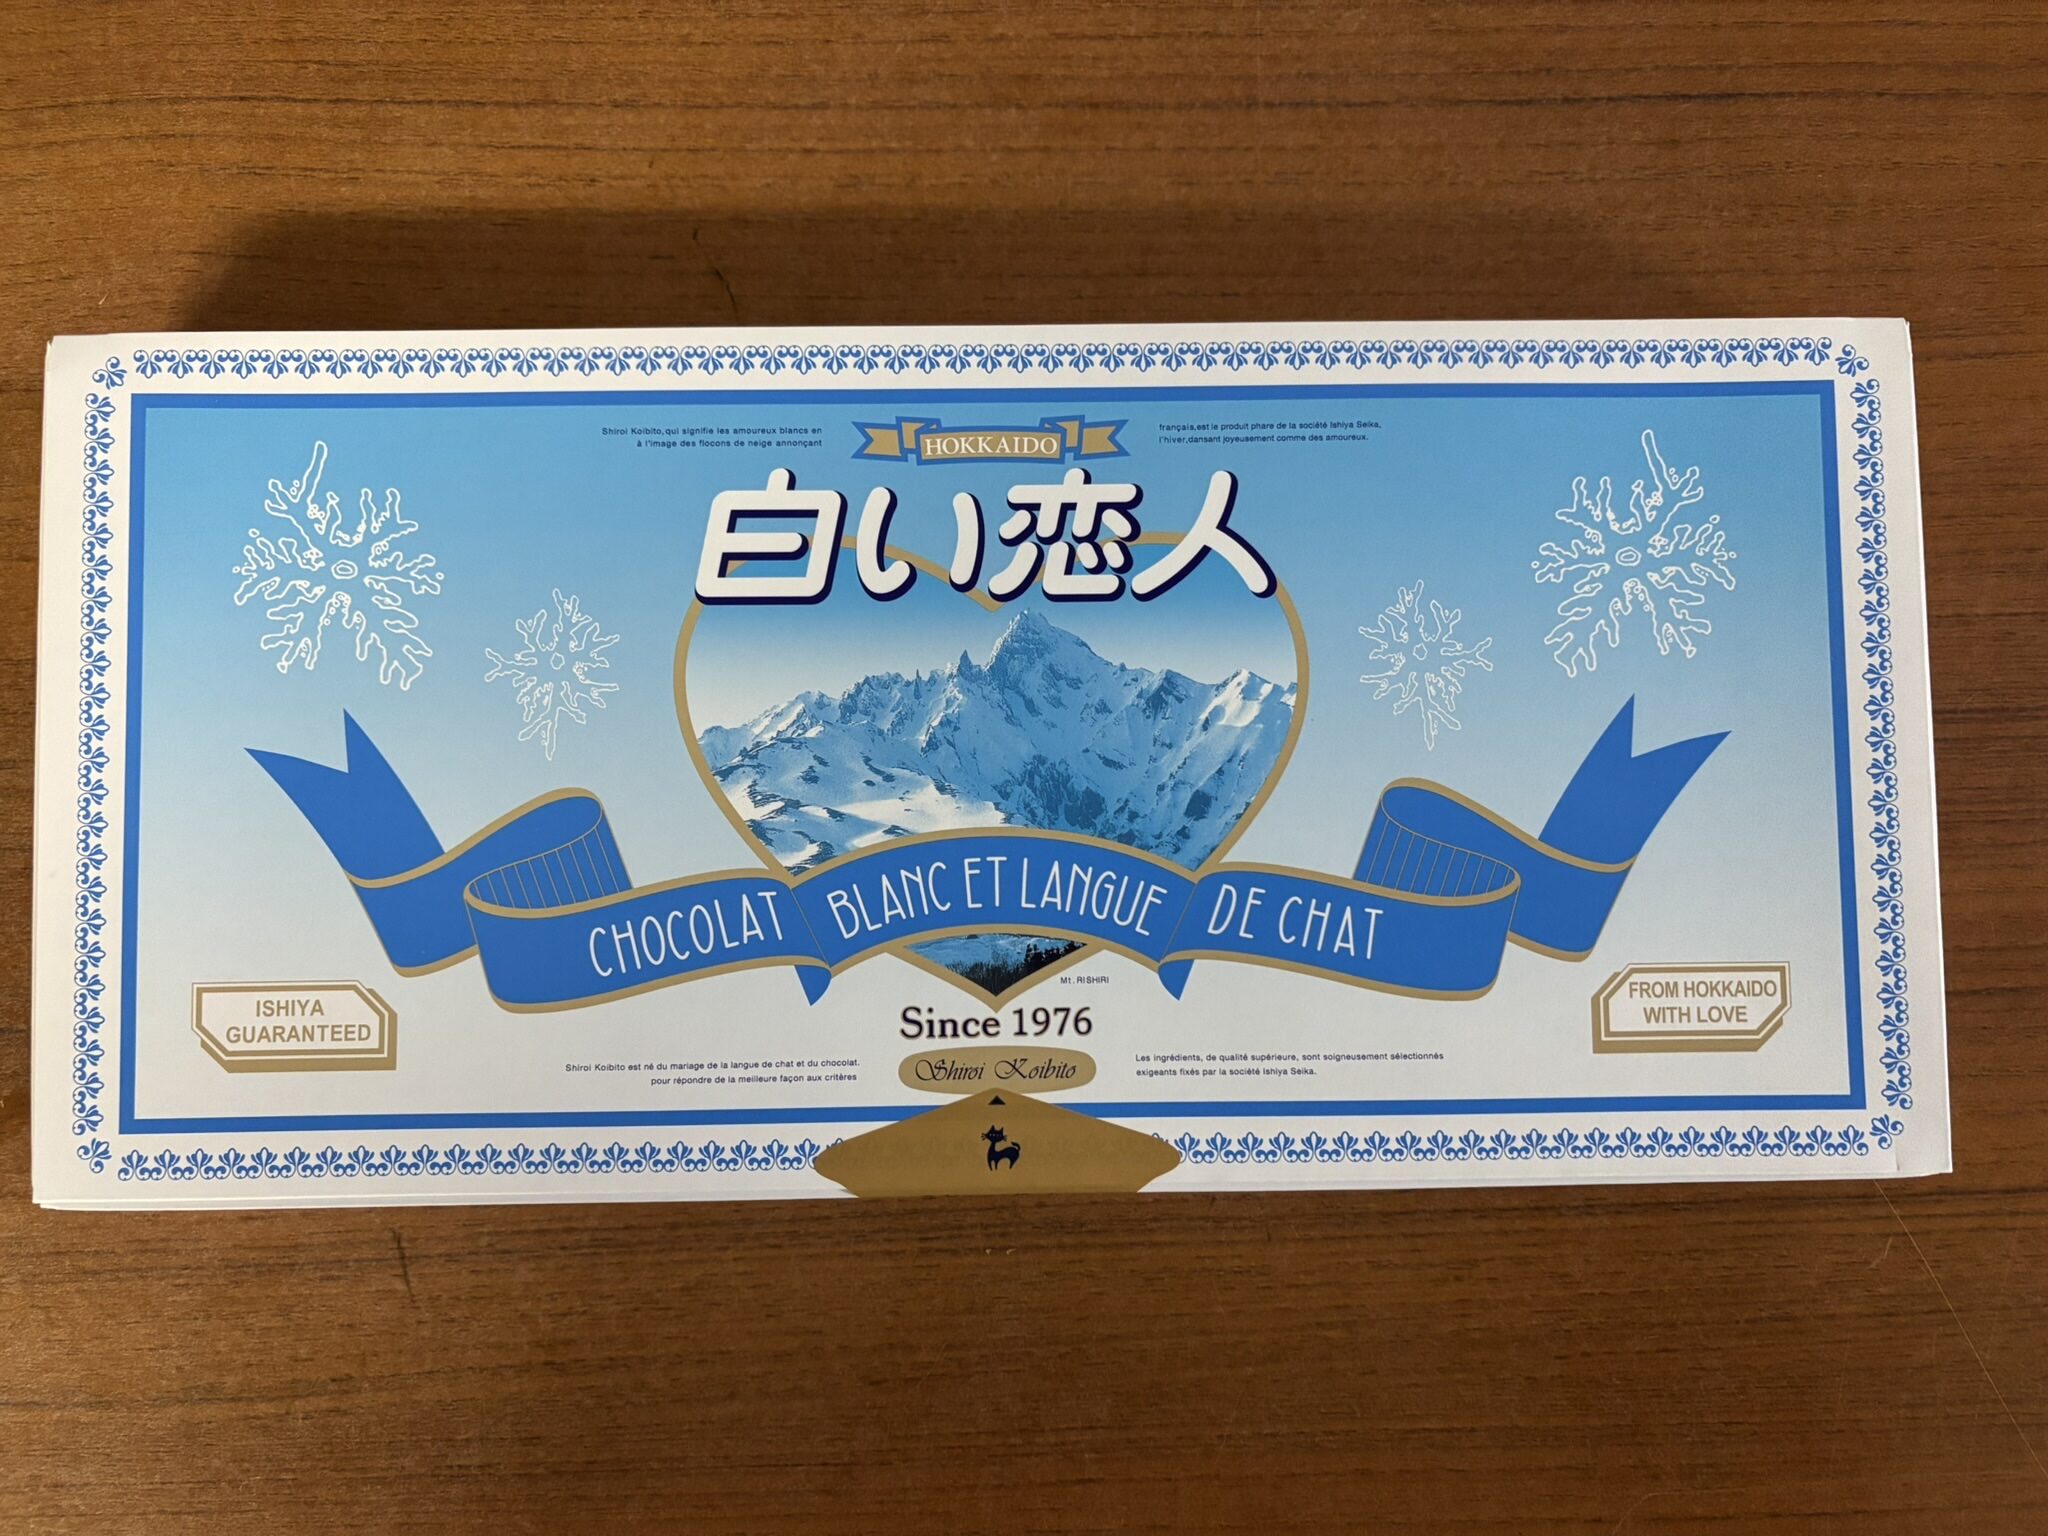 Shiroi Koibito,qui signifie les amoureux blancs en français,est le produit phare de la société Ishiya Seika,
à l'image des flocons de neige annonçant l'hiver,dansant joyeusement comme des amoureux.
HOKKAIDO
白い恋人
CHOCOLAT BLANC ET LANGUE DE CHAT
Mt. RISHIRI
ISHIYA
GUARANTEED
FROM HOKKAIDO
WITH LOVE
Since 1976
Shiroi Koibito
Shiroi Koibito est né du mariage de la langue de chat et du chocolat. Les ingrédients, de qualité supérieure, sont soigneusement sélectionnés
pour répondre de la meilleure façon aux critères exigeants fixés par la société Ishiya Seika.